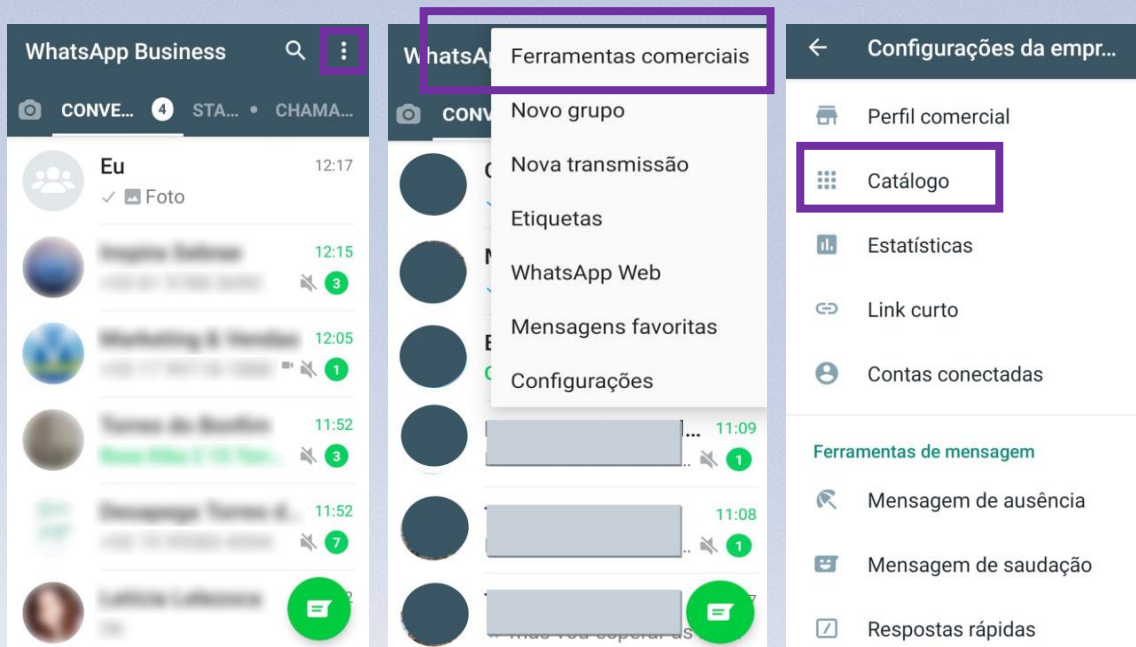 WhatsApp Business
CONVE... 4 STA... • CHAMA...
Eu 12:17
Foto
12:15
3
12:05
1
11:52
3
11:52
7
WhatsA
CONV
Ferramentas comerciais
Novo grupo
Nova transmissão
Etiquetas
WhatsApp Web
Mensagens favoritas
Configurações
11:09
1
11:08
1
Configurações da empr...
Perfil comercial
Catálogo
Estatísticas
Link curto
Contas conectadas
Ferramentas de mensagem
Mensagem de ausência
Mensagem de saudação
Respostas rápidas